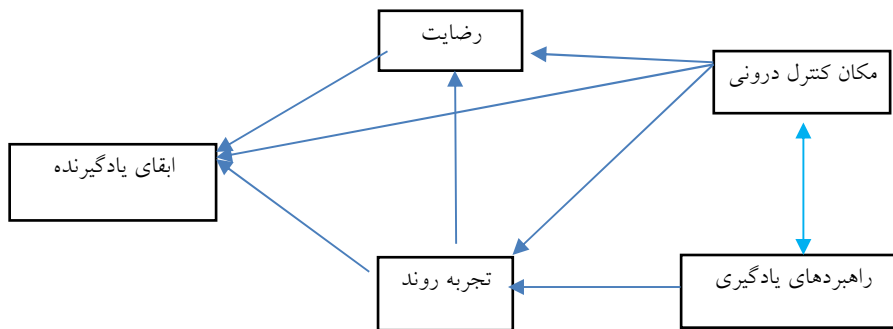 رضایت
مکان کنترل درونی
ابقای یادگیرنده
تجربه روند
راهبردهای یادگیری